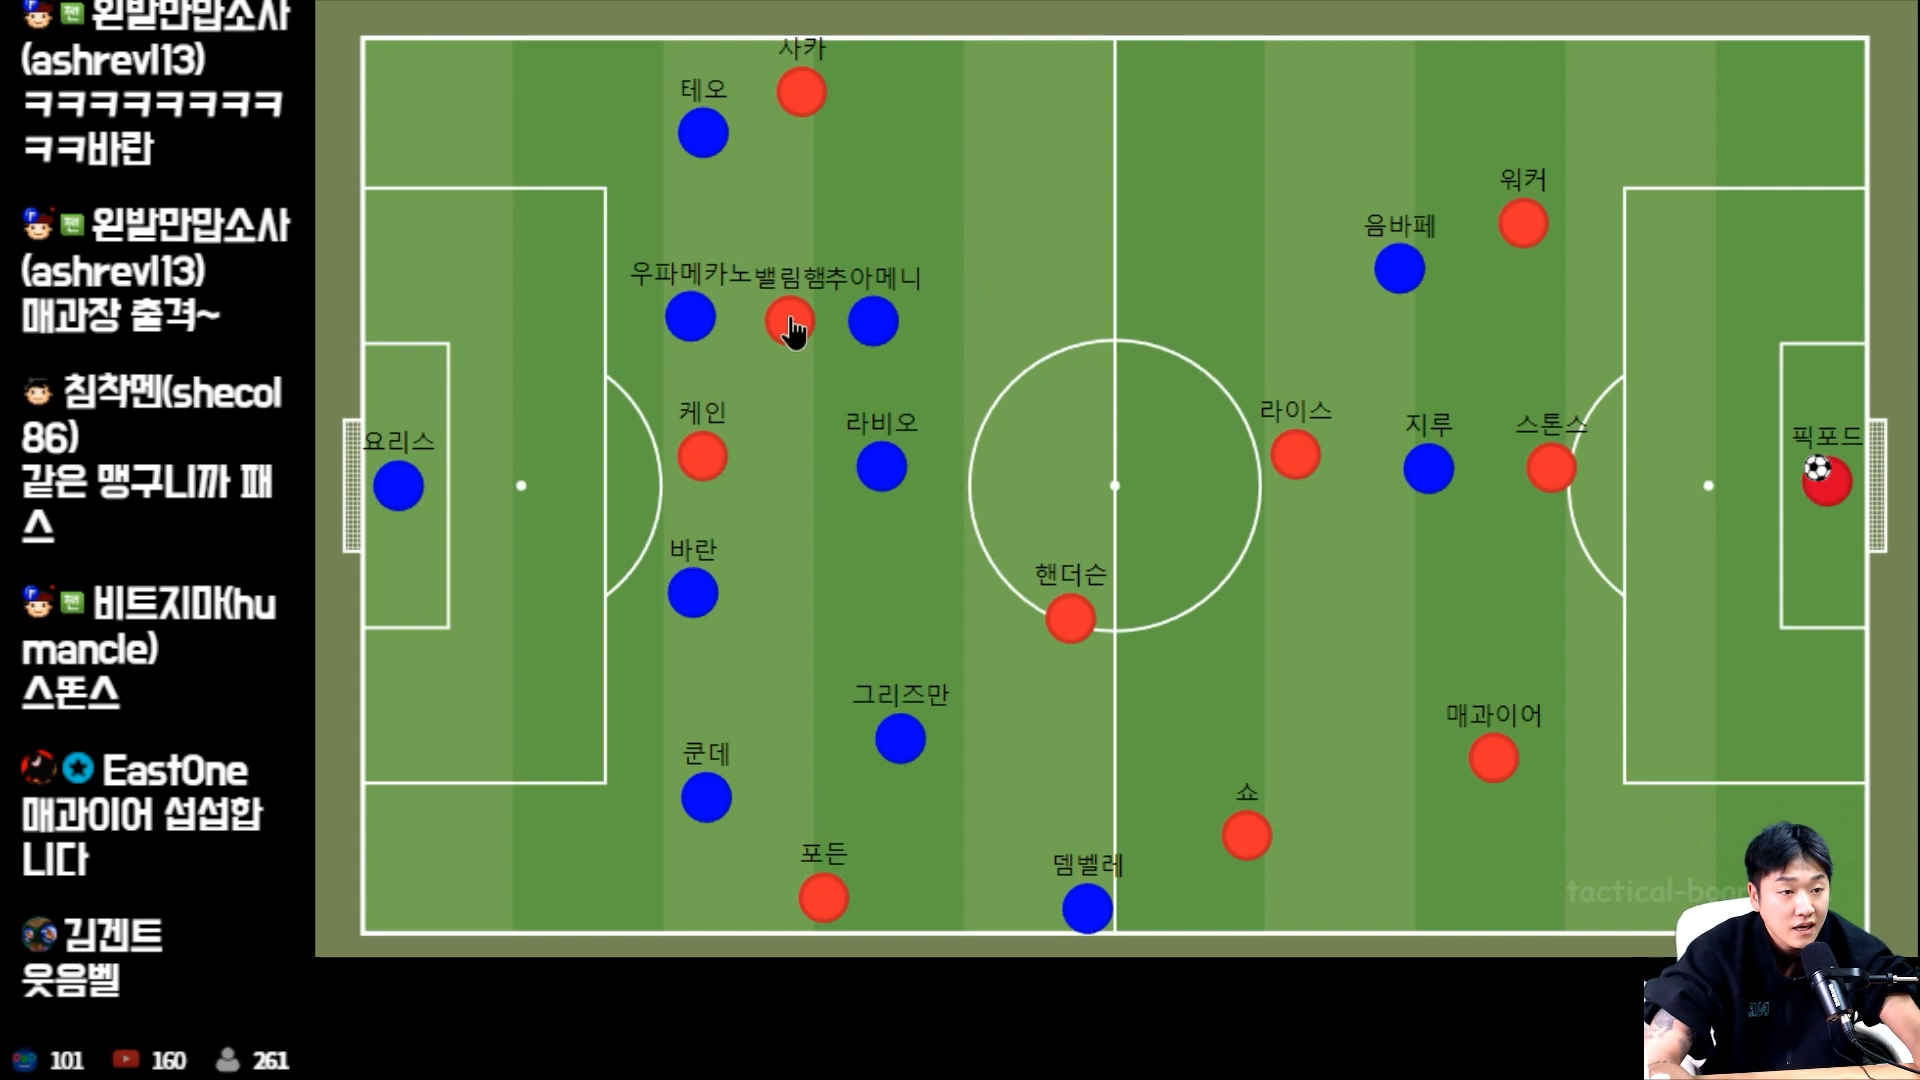 왼발만맙소사
(ashrevl13)
ㅋㅋㅋㅋㅋㅋㅋㅋ
ㅋㅋ바란
왼발만맙소사
(ashrevl13)
매과장 출격~
침착멘(shecol
86)
같은 맹구니까 패
스
비트지마(hu
mancle)
스똔스
EastOne
매과이어 섭섭합
니다
김겐트
웃음벨
101 160 261
사카
테오
워커
음바페
우파메카노 밸림햄 추아메니
케인
라비오
라이스
지루
스톤스
픽포드
요리스
바란
핸더슨
그리즈만
매과이어
쿤데
쇼
포든
뎀벨레